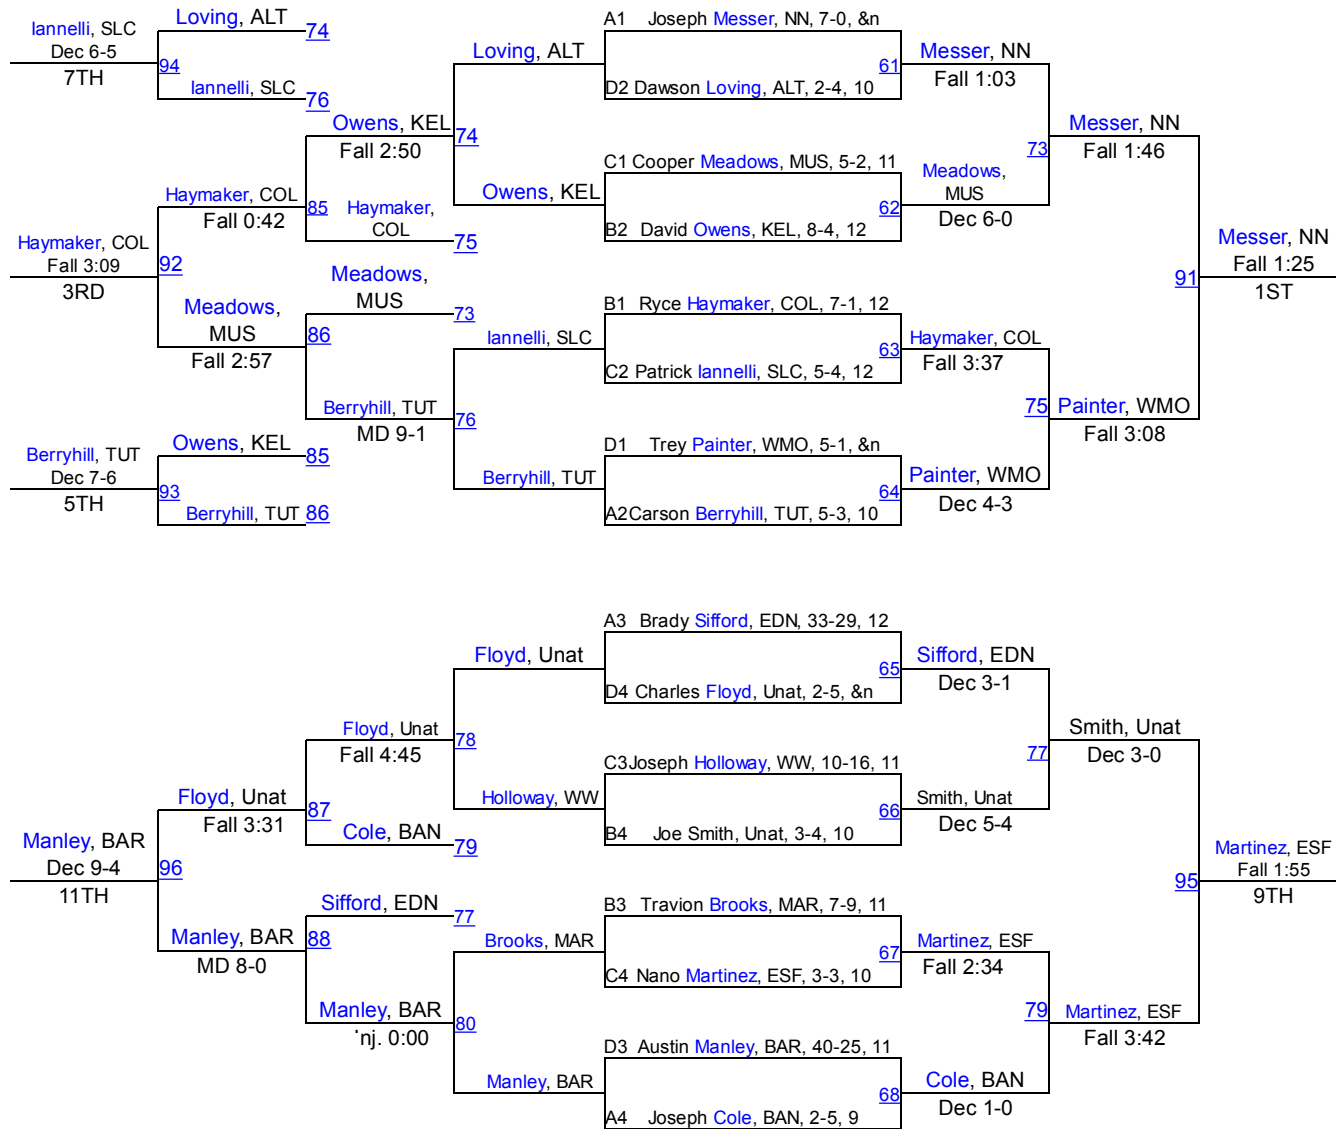 Iannelli, SLC
Dec 6-5
7TH
Loving, ALT
74
94
Iannelli, SLC
76
Owens, KEL
Fall 2:50
Haymaker, COL
Fall 0:42
85
Haymaker,
COL
75
Haymaker, COL
Fall 3:09
3RD
92
Meadows,
MUS
Fall 2:57
Meadows,
MUS
73
86
Berryhill, TUT
MD 9-1
Berryhill, TUT
Dec 7-6
5TH
Owens, KEL
85
93
Berryhill, TUT
86
Loving, ALT
74
Owens, KEL
Iannelli, SLC
76
Berryhill, TUT
A1 Joseph Messer, NN, 7-0, &n
61
D2 Dawson Loving, ALT, 2-4, 10
C1 Cooper Meadows, MUS, 5-2, 11
62
B2 David Owens, KEL, 8-4, 12
B1 Ryce Haymaker, COL, 7-1, 12
63
C2 Patrick Iannelli, SLC, 5-4, 12
D1 Trey Painter, WMO, 5-1, &n
64
A2Carson Berryhill, TUT, 5-3, 10
Messer, NN
Fall 1:03
73
Meadows,
MUS
Dec 6-0
Haymaker, COL
Fall 3:37
75
Painter, WMO
Dec 4-3
Messer, NN
Fall 1:46
91
Painter, WMO
Fall 3:08
Messer, NN
Fall 1:25
1ST
Manley, BAR
Dec 9-4
11TH
Floyd, Unat
Fall 3:31
96
Manley, BAR
MD 8-0
Floyd, Unat
Fall 4:45
87
Cole, BAN
79
Sifford, EDN
77
88
Manley, BAR
'nj. 0:00
Floyd, Unat
78
Holloway, WW
Brooks, MAR
80
Manley, BAR
A3 Brady Sifford, EDN, 33-29, 12
65
D4 Charles Floyd, Unat, 2-5, &n
C3Joseph Holloway, WW, 10-16, 11
66
B4 Joe Smith, Unat, 3-4, 10
B3 Travion Brooks, MAR, 7-9, 11
67
C4 Nano Martinez, ESF, 3-3, 10
D3 Austin Manley, BAR, 40-25, 11
68
A4 Joseph Cole, BAN, 2-5, 9
Sifford, EDN
Dec 3-1
77
Smith, Unat
Dec 5-4
Martinez, ESF
Fall 2:34
79
Cole, BAN
Dec 1-0
Smith, Unat
Dec 3-0
95
Martinez, ESF
Fall 3:42
Martinez, ESF
Fall 1:55
9TH